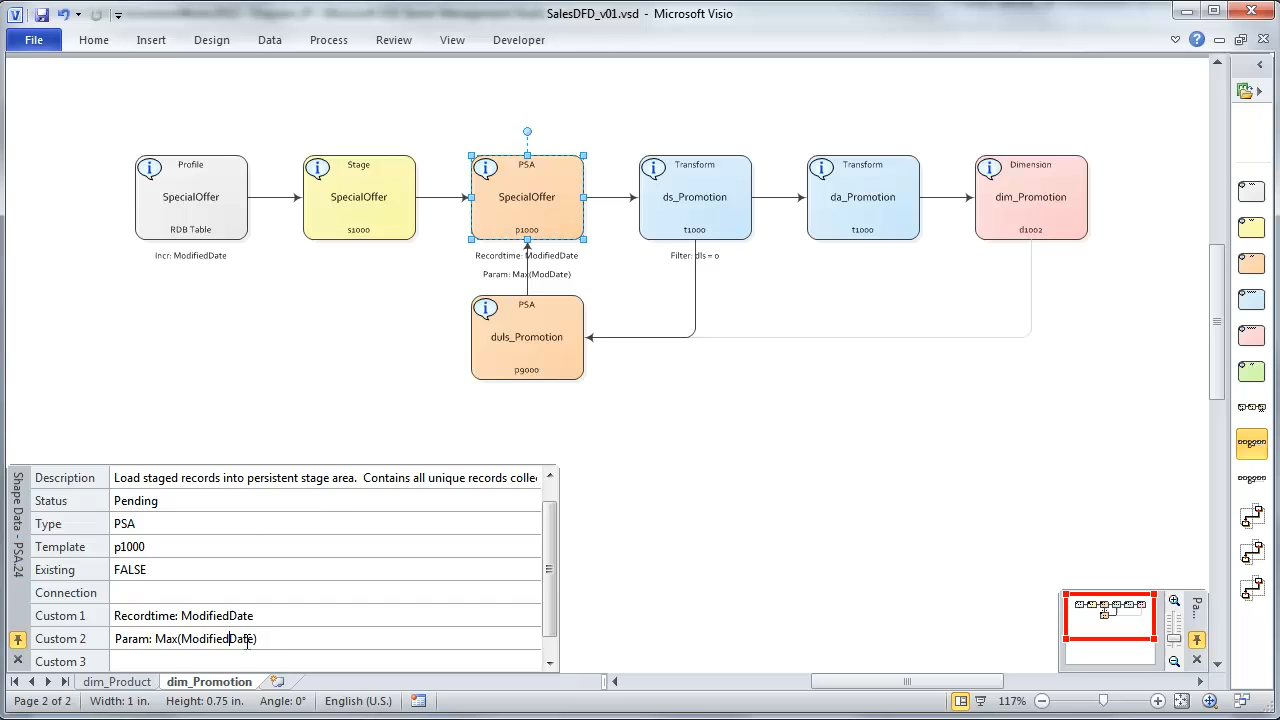 SalesDFD_v01.vsd - Microsoft Visio
File Home Insert Design Data Process Review View Developer
Profile
SpecialOffer
RDB Table
Incr: ModifiedDate
Stage
SpecialOffer
s1000
PSA
SpecialOffer
p1000
Recordtime: ModifiedDate
Param: Max(ModDate)
Transform
ds_Promotion
t1000
Filter: dls = 0
Transform
da_Promotion
t1000
Dimension
dim_Promotion
d1002
PSA
duls_Promotion
p9000
Shape Data - PSA.24
Description Load staged records into persistent stage area. Contains all unique records colle
Status Pending
Type PSA
Template p1000
Existing FALSE
Connection
Custom 1 Recordtime: ModifiedDate
Custom 2 Param: Max(ModifiedDate)
Custom 3
Pa...
dim_Product dim_Promotion
Page 2 of 2 Width: 1 in. Height: 0.75 in. Angle: 0° English (U.S.) 117%